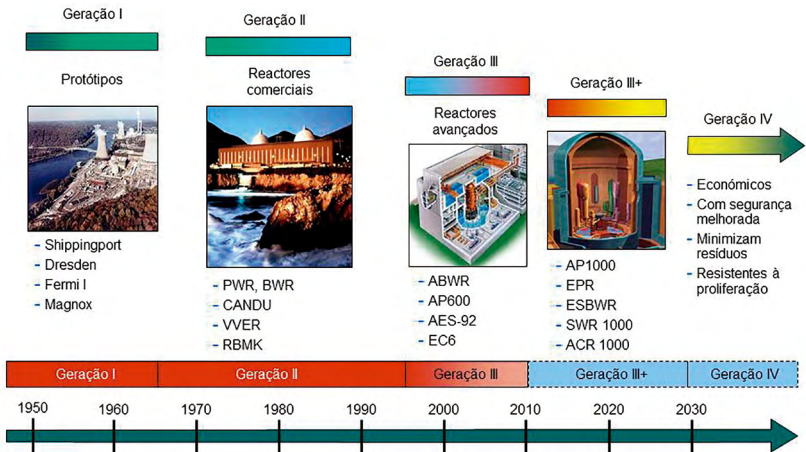 Geração I
Protótipos
- Shippingport
- Dresden
- Fermi I
- Magnox
Geração II
Reactores
comerciais
- PWR, BWR
- CANDU
- VVER
- RBMK
Geração III
Reactores
avançados
- ABWR
- AP600
- AES-92
- EC6
Geração III+
- AP1000
- EPR
- ESBWR
- SWR 1000
- ACR 1000
Geração IV
- Económicos
- Com segurança
melhorada
- Minimizam
resíduos
- Resistentes à
proliferação
Geração I Geração II Geração III Geração III+ Geração IV
1950 1960 1970 1980 1990 2000 2010 2020 2030